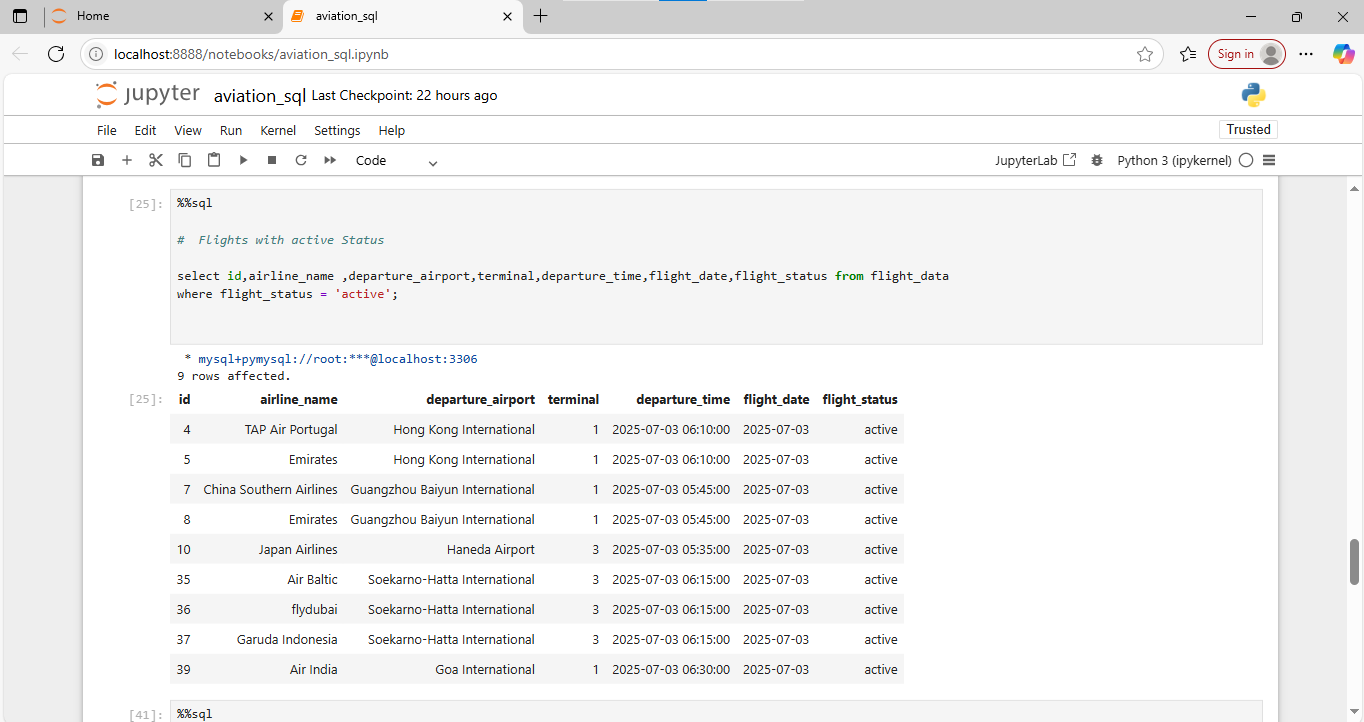 Home
aviation_sql
localhost:8888/notebooks/aviation_sql.ipynb
Sign in
jupyter aviation_sql Last Checkpoint: 22 hours ago
File Edit View Run Kernel Settings Help
Trusted
Code
JupyterLab
Python 3 (ipykernel)
[25]: %%sql
# Flights with active Status
select id,airline_name ,departure_airport,terminal,departure_time,flight_date,flight_status from flight_data
where flight_status = 'active';
* mysql+pymysql://root:***@localhost:3306
9 rows affected.
[25]: id airline_name departure_airport terminal departure_time flight_date flight_status
4 TAP Air Portugal Hong Kong International 1 2025-07-03 06:10:00 2025-07-03 active
5 Emirates Hong Kong International 1 2025-07-03 06:10:00 2025-07-03 active
7 China Southern Airlines Guangzhou Baiyun International 1 2025-07-03 05:45:00 2025-07-03 active
8 Emirates Guangzhou Baiyun International 1 2025-07-03 05:45:00 2025-07-03 active
10 Japan Airlines Haneda Airport 3 2025-07-03 05:35:00 2025-07-03 active
35 Air Baltic Soekarno-Hatta International 3 2025-07-03 06:15:00 2025-07-03 active
36 flydubai Soekarno-Hatta International 3 2025-07-03 06:15:00 2025-07-03 active
37 Garuda Indonesia Soekarno-Hatta International 3 2025-07-03 06:15:00 2025-07-03 active
39 Air India Goa International 1 2025-07-03 06:30:00 2025-07-03 active
[41]: %%sql